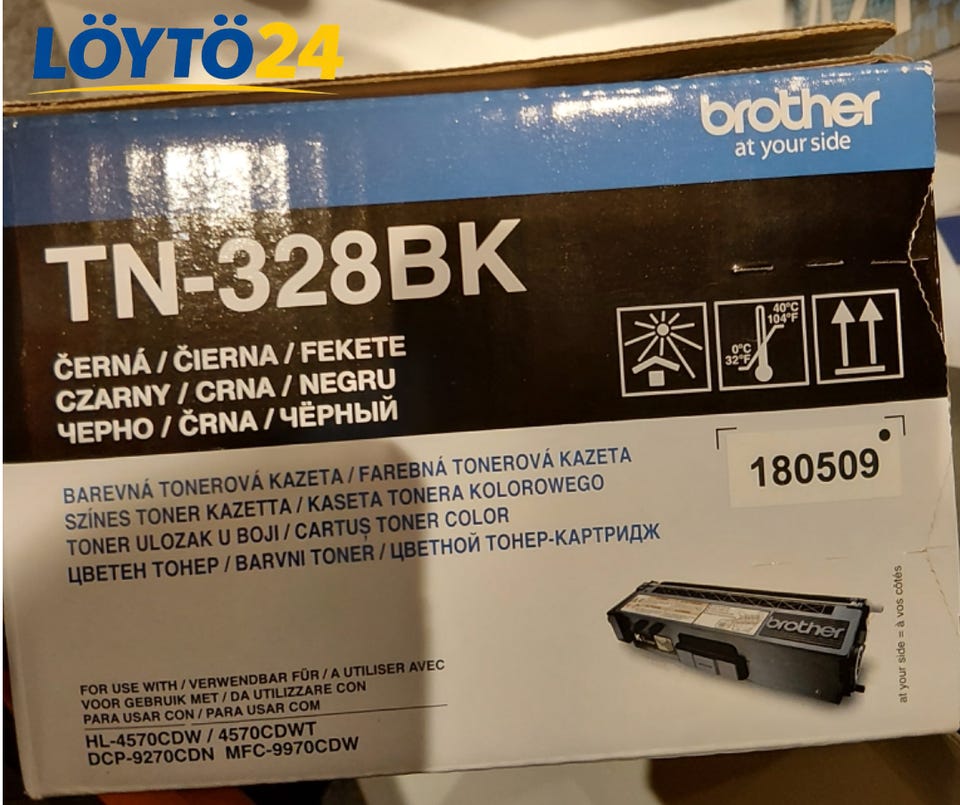 LÖYTÖ24
brother
at your side
TN-328BK
40°C
104°F
0°C
32°F
ČERNÁ / ČIERNA / FEKETE
CZARNY / CRNA / NEGRU
ЧЕРНО / ČRNA / ЧЁРНЫЙ
180509
BAREVNÁ TONEROVÁ KAZETA / FAREBNÁ TONEROVÁ KAZETA
SZÍNES TONER KAZETTA / KASETA TONERA KOLOROWEGO
TONER ULOZAK U BOJI / CARTUȘ TONER COLOR
ЦВЕТЕН ТОНЕР / BARVNI TONER / ЦВЕТНОЙ ТОНЕР-КАРТРИДЖ
brother
at your side = à vos côtés
FOR USE WITH / VERWENDBAR FÜR / A UTILISER AVEC
VOOR GEBRUIK MET / DA UTILIZZARE CON
PARA USAR CON / PARA USAR COM
HL-4570CDW / 4570CDWT
DCP-9270CDN MFC-9970CDW